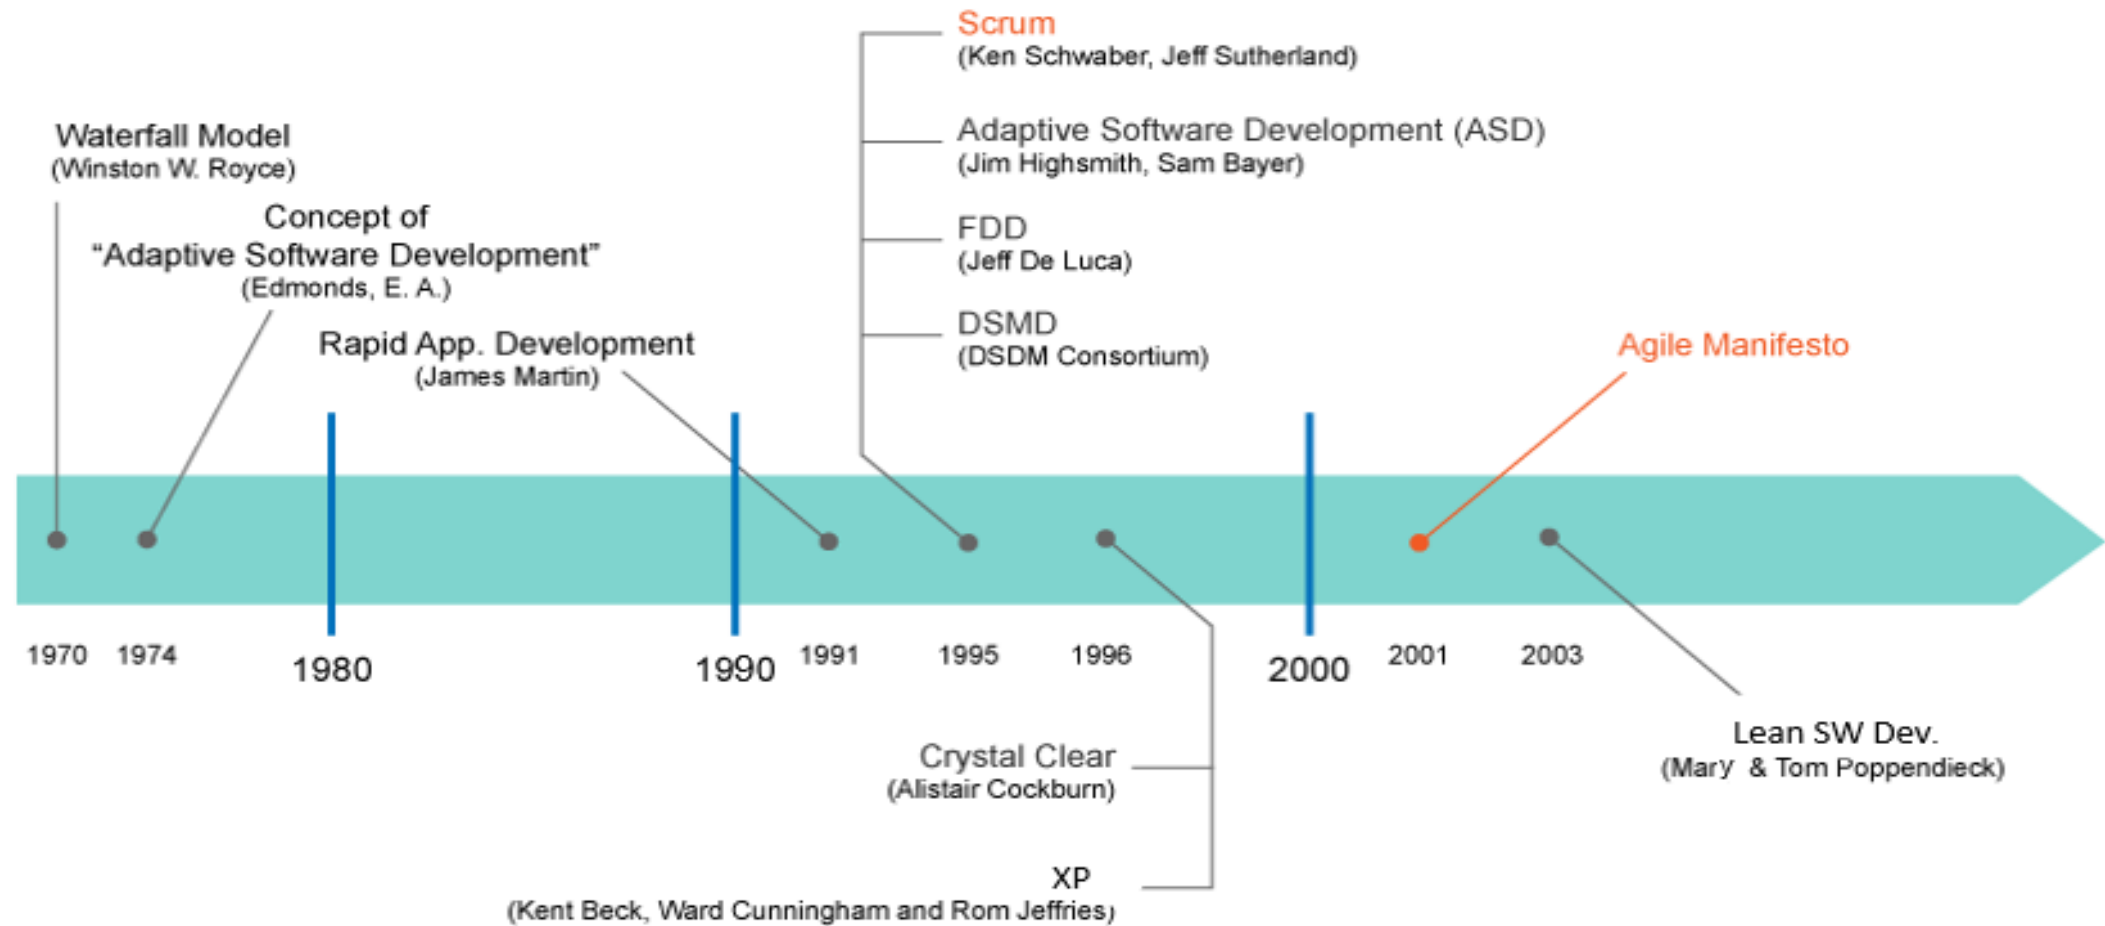 Scrum
(Ken Schwaber, Jeff Sutherland)
Adaptive Software Development (ASD)
(Jim Highsmith, Sam Bayer)
Waterfall Model
(Winston W. Royce)
Concept of
“Adaptive Software Development”
(Edmonds, E. A.)
FDD
(Jeff De Luca)
DSMD
(DSDM Consortium)
Rapid App. Development
(James Martin)
Agile Manifesto
1970 1974 1980 1990 1991 1995 1996 2000 2001 2003
Lean SW Dev.
(Mary & Tom Poppendieck)
Crystal Clear
(Alistair Cockburn)
XP
(Kent Beck, Ward Cunningham and Rom Jeffries)